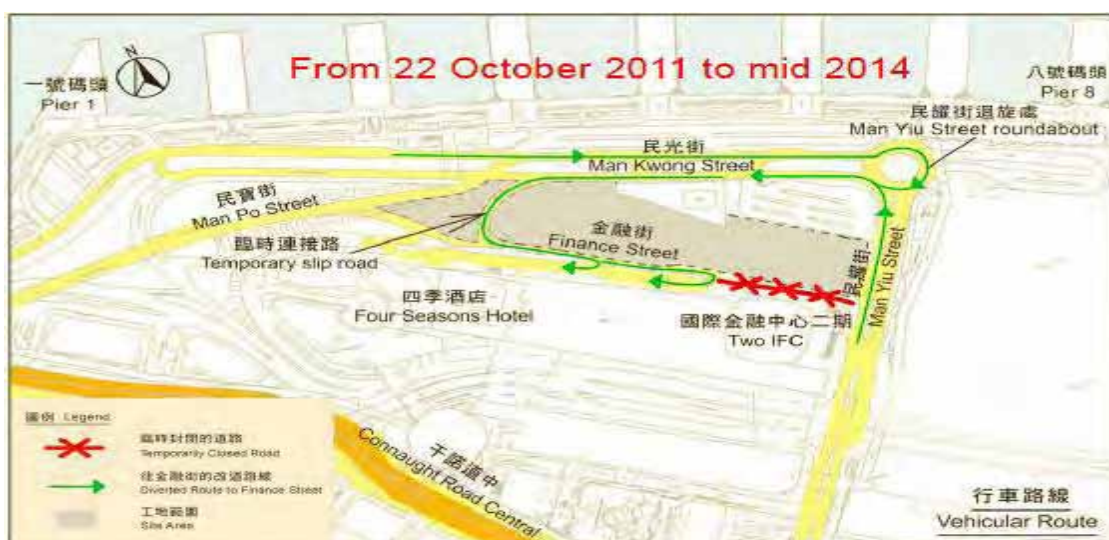 N
From 22 October 2011 to mid 2014
一號碼頭
Pier 1
八號碼頭
Pier 8
民耀街迴旋處
Man Yiu Street roundabout
民光街
Man Kwong Street
民寶街
Man Po Street
臨時連接路
Temporary slip road
金融街
Finance Street
民耀街
Man Yiu Street
四季酒店
Four Seasons Hotel
國際金融中心二期
Two IFC
干諾道中
Connaught Road Central
圖例 Legend
臨時封閉的道路
Temporarily Closed Road
往金融街的改道路線
Diverted Route to Finance Street
工地範圍
Site Area
行車路線
Vehicular Route